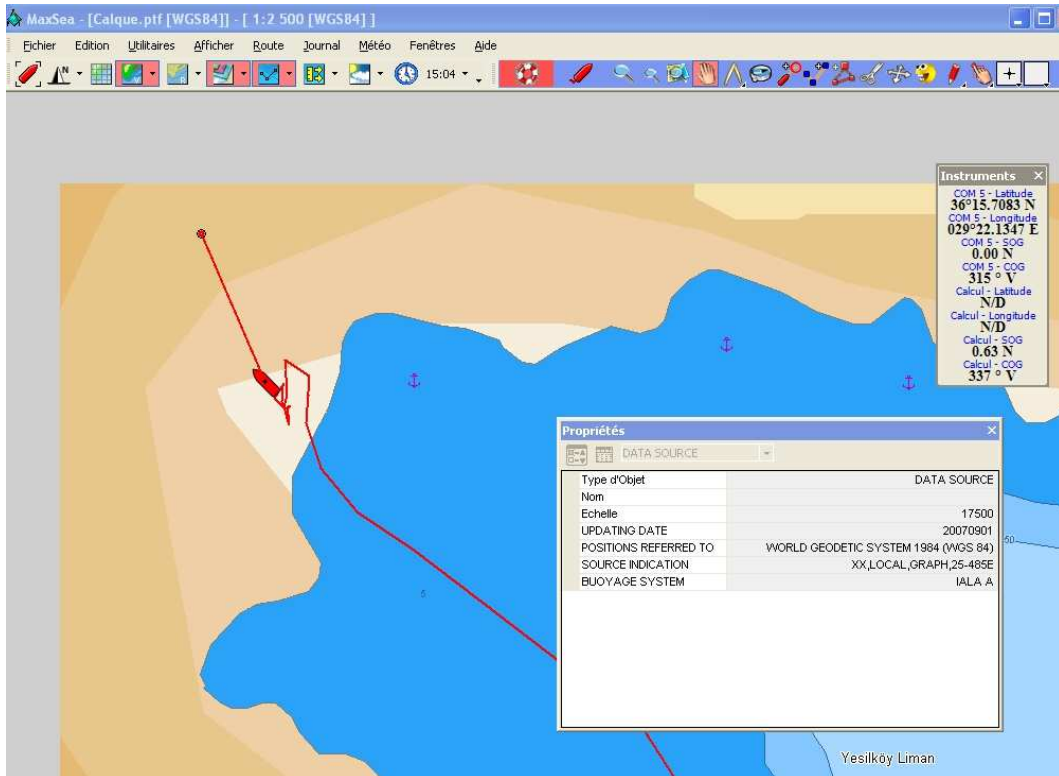 MaxSea - [Calque.ptf [WGS84]] - [ 1:2 500 [WGS84] ]
Fichier Edition Utilitaires Afficher Route Journal Météo Fenêtres Aide
N 15:04
Instruments
COM 5 - Latitude
36°15.7083 N
COM 5 - Longitude
029°22.1347 E
COM 5 - SOG
0.00 N
COM 5 - COG
315 ° V
Calcul - Latitude
N/D
Calcul - Longitude
N/D
Calcul - SOG
0.63 N
Calcul - COG
337 ° V
Propriétés
DATA SOURCE
Type d'Objet DATA SOURCE
Nom
Echelle 17500
UPDATING DATE 20070901
POSITIONS REFERRED TO WORLD GEODETIC SYSTEM 1984 (WGS 84)
SOURCE INDICATION XX,LOCAL,GRAPH,25-485E
BUOYAGE SYSTEM IALA A
50
5
Yesilköy Liman